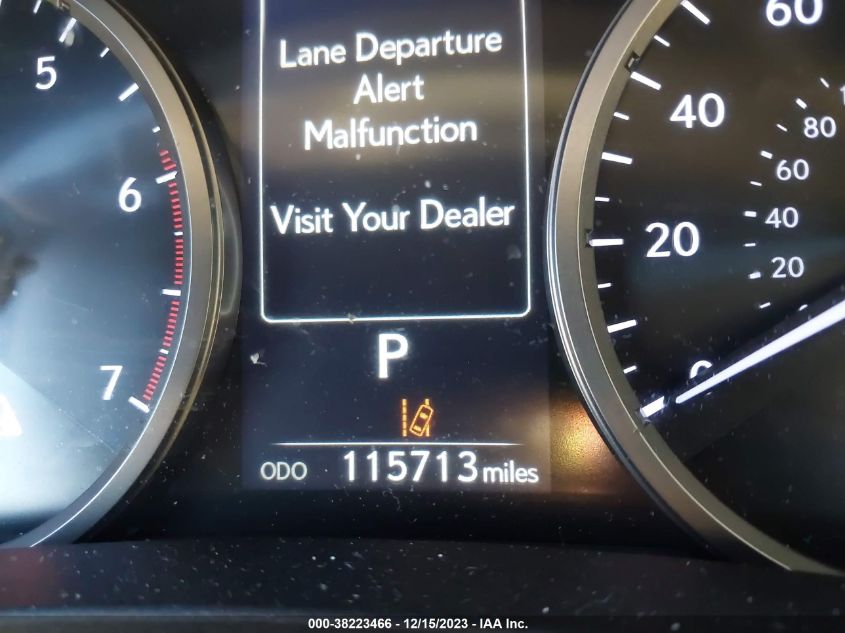 Lane Departure
Alert
Malfunction
Visit Your Dealer
5
6
7
60
40
20
0
80
60
40
20
P
ODO 115713 miles
000-38223466 - 12/15/2023 - IAA Inc.